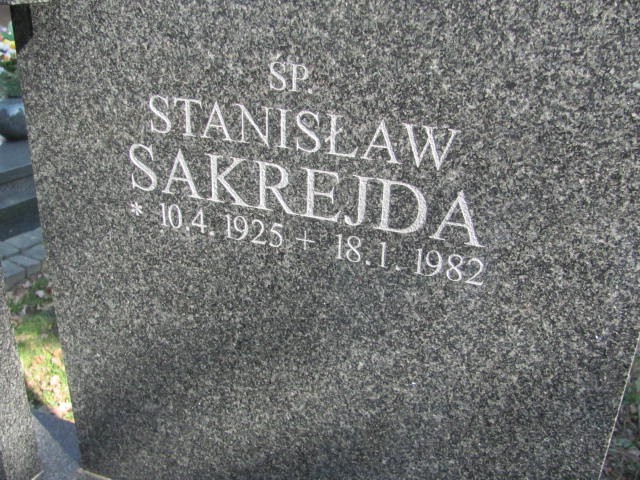 ŚP.
STANISŁAW
SAKREJDA
* 10.4.1925 + 18.1.1982